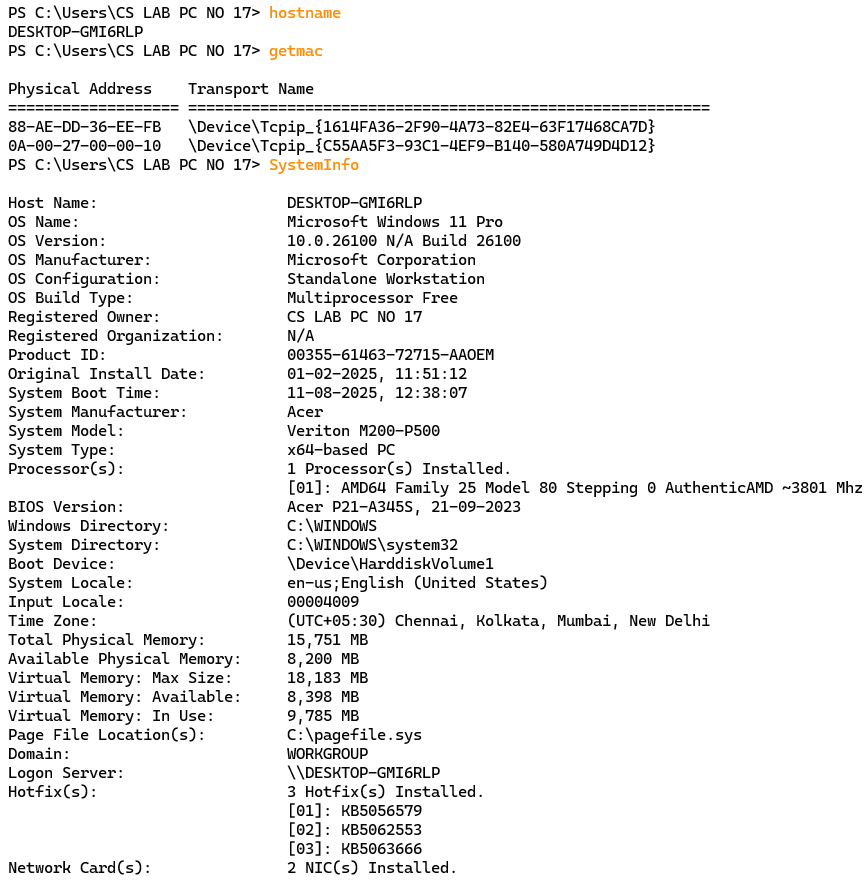 PS C:\Users\CS LAB PC NO 17> hostname
DESKTOP-GMI6RLP
PS C:\Users\CS LAB PC NO 17> getmac
Physical Address    Transport Name
=================== ==========================================================
88-AE-DD-36-EE-FB   \Device\Tcpip_{1614FA36-2F90-4A73-82E4-63F17468CA7D}
0A-00-27-00-00-10   \Device\Tcpip_{C55AA5F3-93C1-4EF9-B140-580A749D4D12}
PS C:\Users\CS LAB PC NO 17> SystemInfo
Host Name:                     DESKTOP-GMI6RLP
OS Name:                       Microsoft Windows 11 Pro
OS Version:                    10.0.26100 N/A Build 26100
OS Manufacturer:               Microsoft Corporation
OS Configuration:              Standalone Workstation
OS Build Type:                 Multiprocessor Free
Registered Owner:              CS LAB PC NO 17
Registered Organization:       N/A
Product ID:                    00355-61463-72715-AAOEM
Original Install Date:         01-02-2025, 11:51:12
System Boot Time:              11-08-2025, 12:38:07
System Manufacturer:           Acer
System Model:                  Veriton M200-P500
System Type:                   x64-based PC
Processor(s):                  1 Processor(s) Installed.
                               [01]: AMD64 Family 25 Model 80 Stepping 0 AuthenticAMD ~3801 Mhz
BIOS Version:                  Acer P21-A345S, 21-09-2023
Windows Directory:             C:\WINDOWS
System Directory:              C:\WINDOWS\system32
Boot Device:                   \Device\HarddiskVolume1
System Locale:                 en-us;English (United States)
Input Locale:                  00004009
Time Zone:                     (UTC+05:30) Chennai, Kolkata, Mumbai, New Delhi
Total Physical Memory:         15,751 MB
Available Physical Memory:     8,200 MB
Virtual Memory: Max Size:      18,183 MB
Virtual Memory: Available:     8,398 MB
Virtual Memory: In Use:        9,785 MB
Page File Location(s):         C:\pagefile.sys
Domain:                        WORKGROUP
Logon Server:                  \\DESKTOP-GMI6RLP
Hotfix(s):                     3 Hotfix(s) Installed.
                               [01]: KB5056579
                               [02]: KB5062553
                               [03]: KB5063666
Network Card(s):               2 NIC(s) Installed.